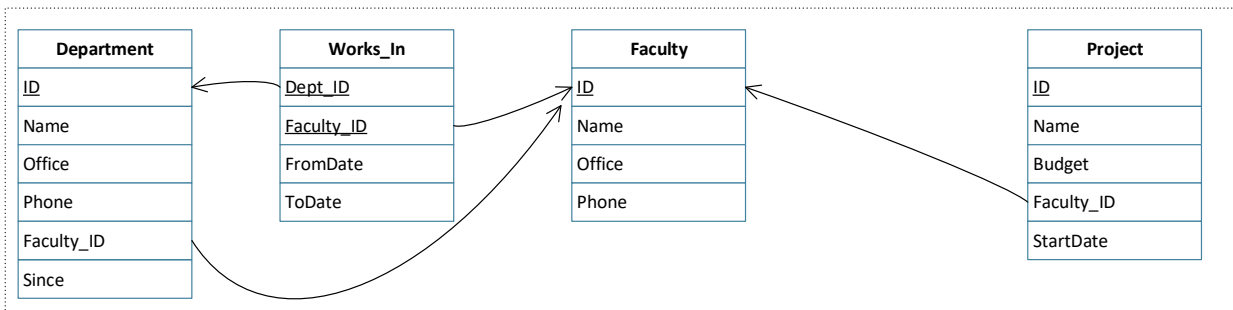 Department
ID
Name
Office
Phone
Faculty_ID
Since
Works_In
Dept_ID
Faculty_ID
FromDate
ToDate
Faculty
ID
Name
Office
Phone
Project
ID
Name
Budget
Faculty_ID
StartDate